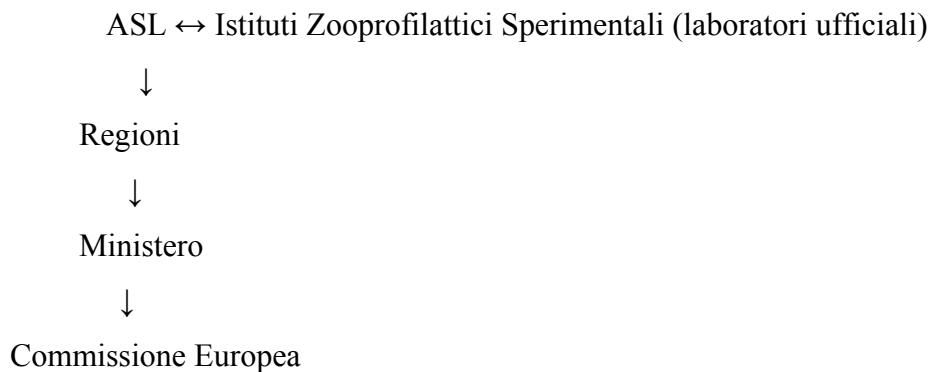 ASL ↔ Istituti Zooprofilattici Sperimentali (laboratori ufficiali)
↓
Regioni
↓
Ministero
↓
Commissione Europea